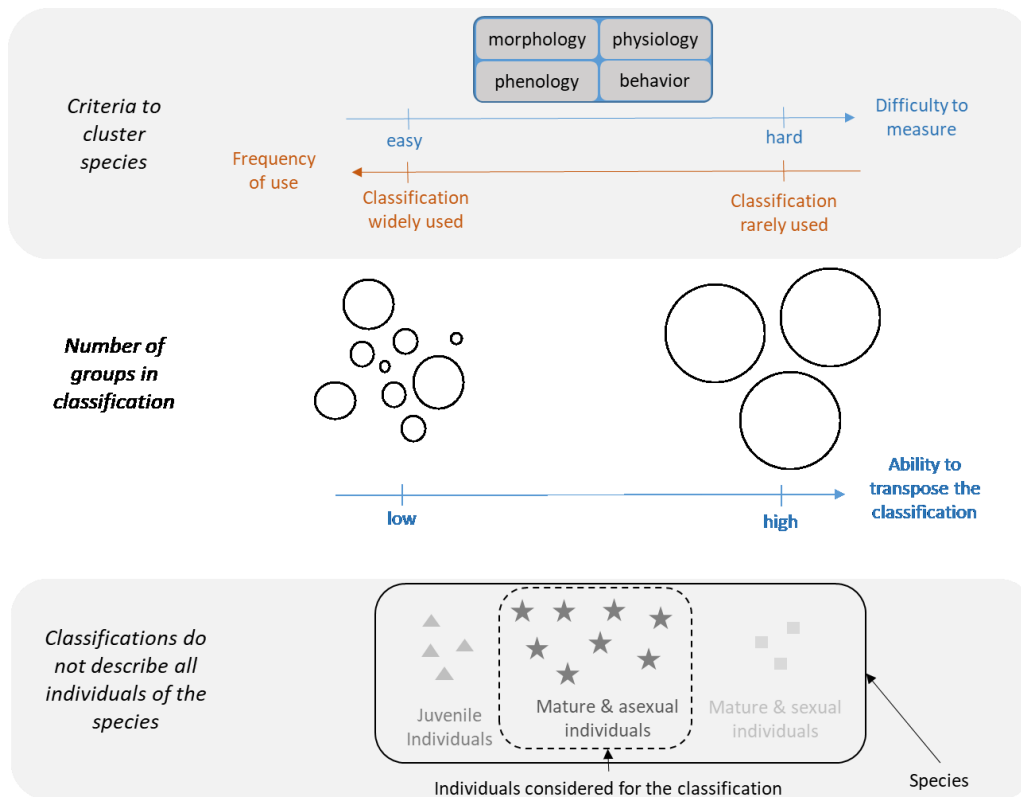 morphology
physiology
phenology
behavior
Criteria to
cluster
species
Difficulty to
measure
easy
hard
Frequency
of use
Classification
widely used
Classification
rarely used
Number of
groups in
classification
Ability to
transpose the
classification
low
high
Classifications do
not describe all
individuals of the
species
Juvenile
Individuals
Mature & asexual
individuals
Mature & sexual
individuals
Individuals considered for the classification
Species